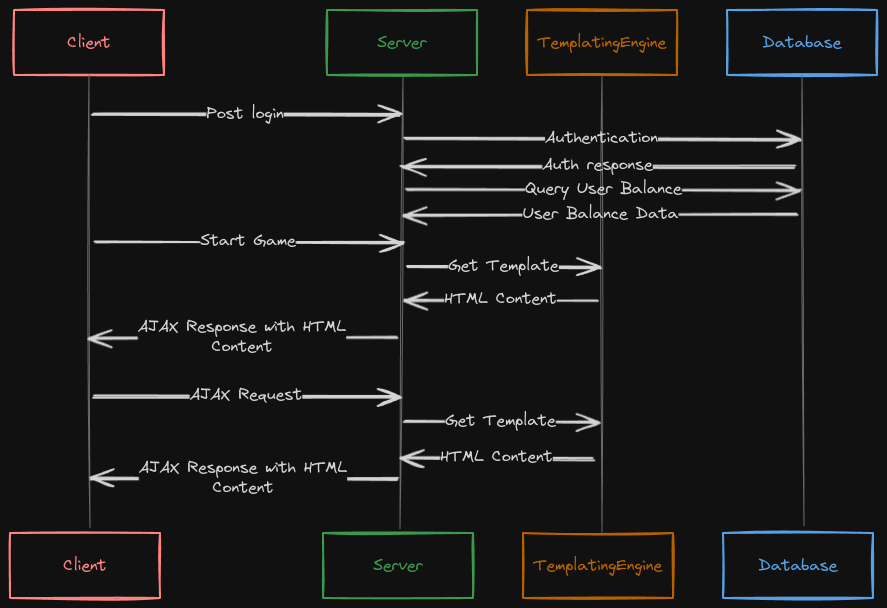 Client
Server
TemplatingEngine
Database
Post login
Authentication
Auth response
Query User Balance
User Balance Data
Start Game
Get Template
HTML Content
AJAX Response with HTML
Content
AJAX Request
Get Template
HTML Content
AJAX Response with HTML
Content
Client
Server
TemplatingEngine
Database